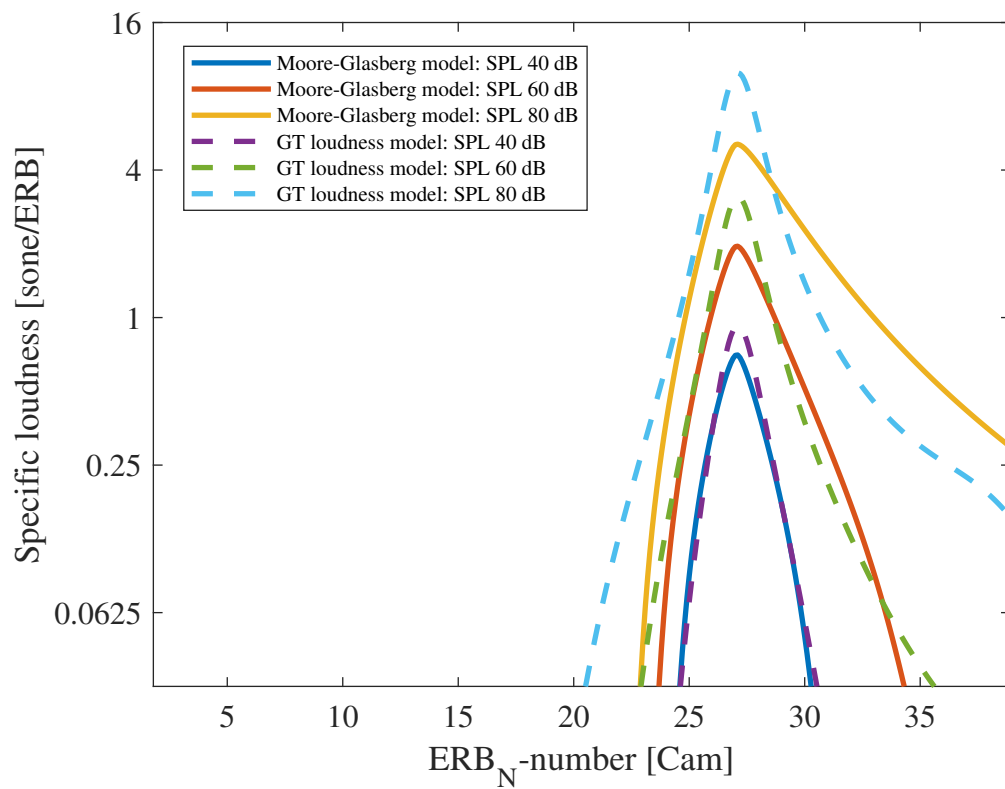 16
4
1
0.25
0.0625
Specific loudness [sone/ERB]
Moore-Glasberg model: SPL 40 dB
Moore-Glasberg model: SPL 60 dB
Moore-Glasberg model: SPL 80 dB
GT loudness model: SPL 40 dB
GT loudness model: SPL 60 dB
GT loudness model: SPL 80 dB
5 10 15 20 25 30 35
ERB_N-number [Cam]